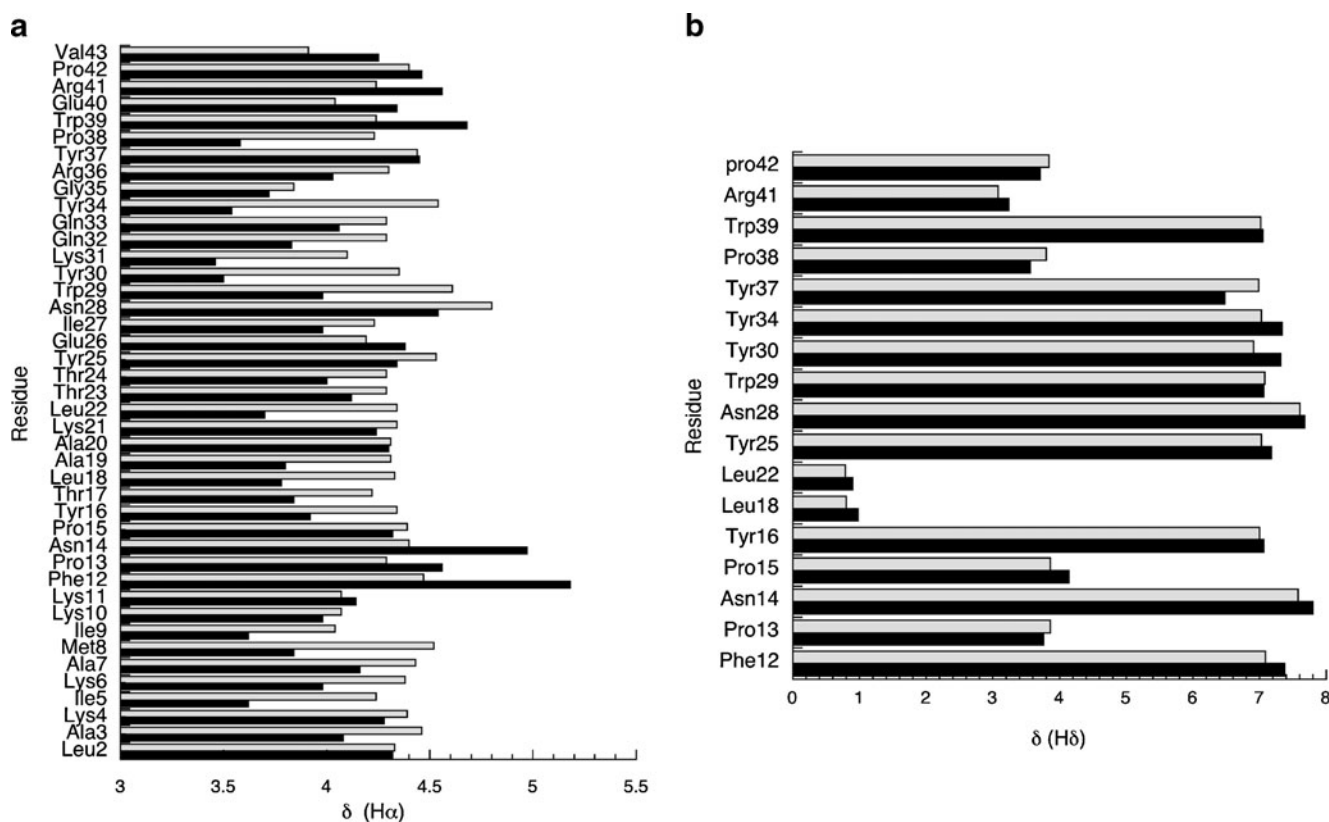 a
Val43
Pro42
Arg41
Glu40
Trp39
Pro38
Tyr37
Arg36
Gly35
Tyr34
Gln33
Gln32
Lys31
Tyr30
Trp29
Asn28
Ile27
Glu26
Tyr25
Thr24
Thr23
Leu22
Lys21
Ala20
Ala19
Leu18
Thr17
Tyr16
Pro15
Asn14
Pro13
Phe12
Lys11
Lys10
Ile9
Met8
Ala7
Lys6
Ile5
Lys4
Ala3
Leu2
Residue
3 3.5 4 4.5 5 5.5
δ (Hα)
b
pro42
Arg41
Trp39
Pro38
Tyr37
Tyr34
Tyr30
Trp29
Asn28
Tyr25
Leu22
Leu18
Tyr16
Pro15
Asn14
Pro13
Phe12
Residue
0 1 2 3 4 5 6 7 8
δ (Hδ)